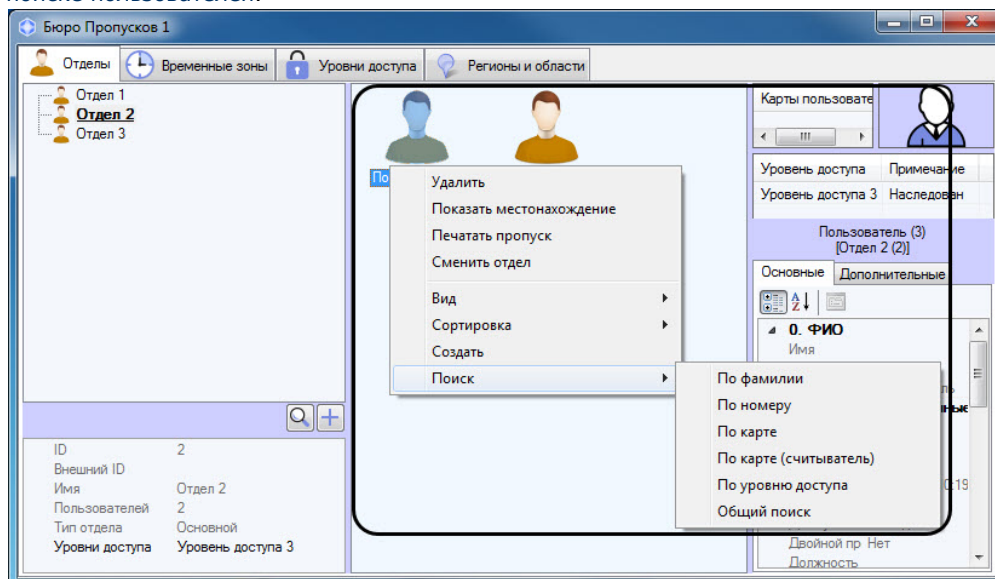 Бюро Пропусков 1
Отделы Временные зоны Уровни доступа Регионы и области
Отдел 1
Отдел 2
Отдел 3
По
Удалить
Показать местонахождение
Печатать пропуск
Сменить отдел
Вид
Сортировка
Создать
Поиск
По фамилии
По номеру
По карте
По карте (считыватель)
По уровню доступа
Общий поиск
Карты пользовате
Уровень доступа Примечание
Уровень доступа 3 Наследован
Пользователь (3)
[Отдел 2 (2)]
Основные Дополнительные
0. ФИО
Имя
Двойной пр Нет
Должность
ID 2
Внешний ID
Имя Отдел 2
Пользователей 2
Тип отдела Основной
Уровни доступа Уровень доступа 3